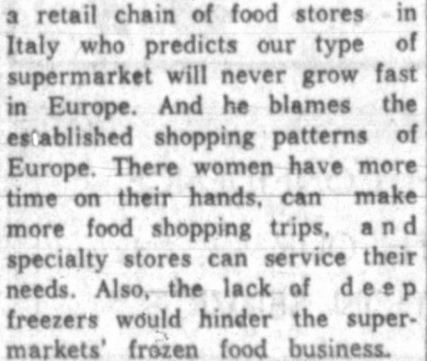 a retail chain of food stores in
Italy who predicts our type of
supermarket will never grow fast
in Europe. And he blames the
established shopping patterns of
Europe. There women have more
time on their hands, can make
more food shopping trips, and
specialty stores can service their
needs. Also, the lack of deep
freezers would hinder the super-
markets' frozen food business.